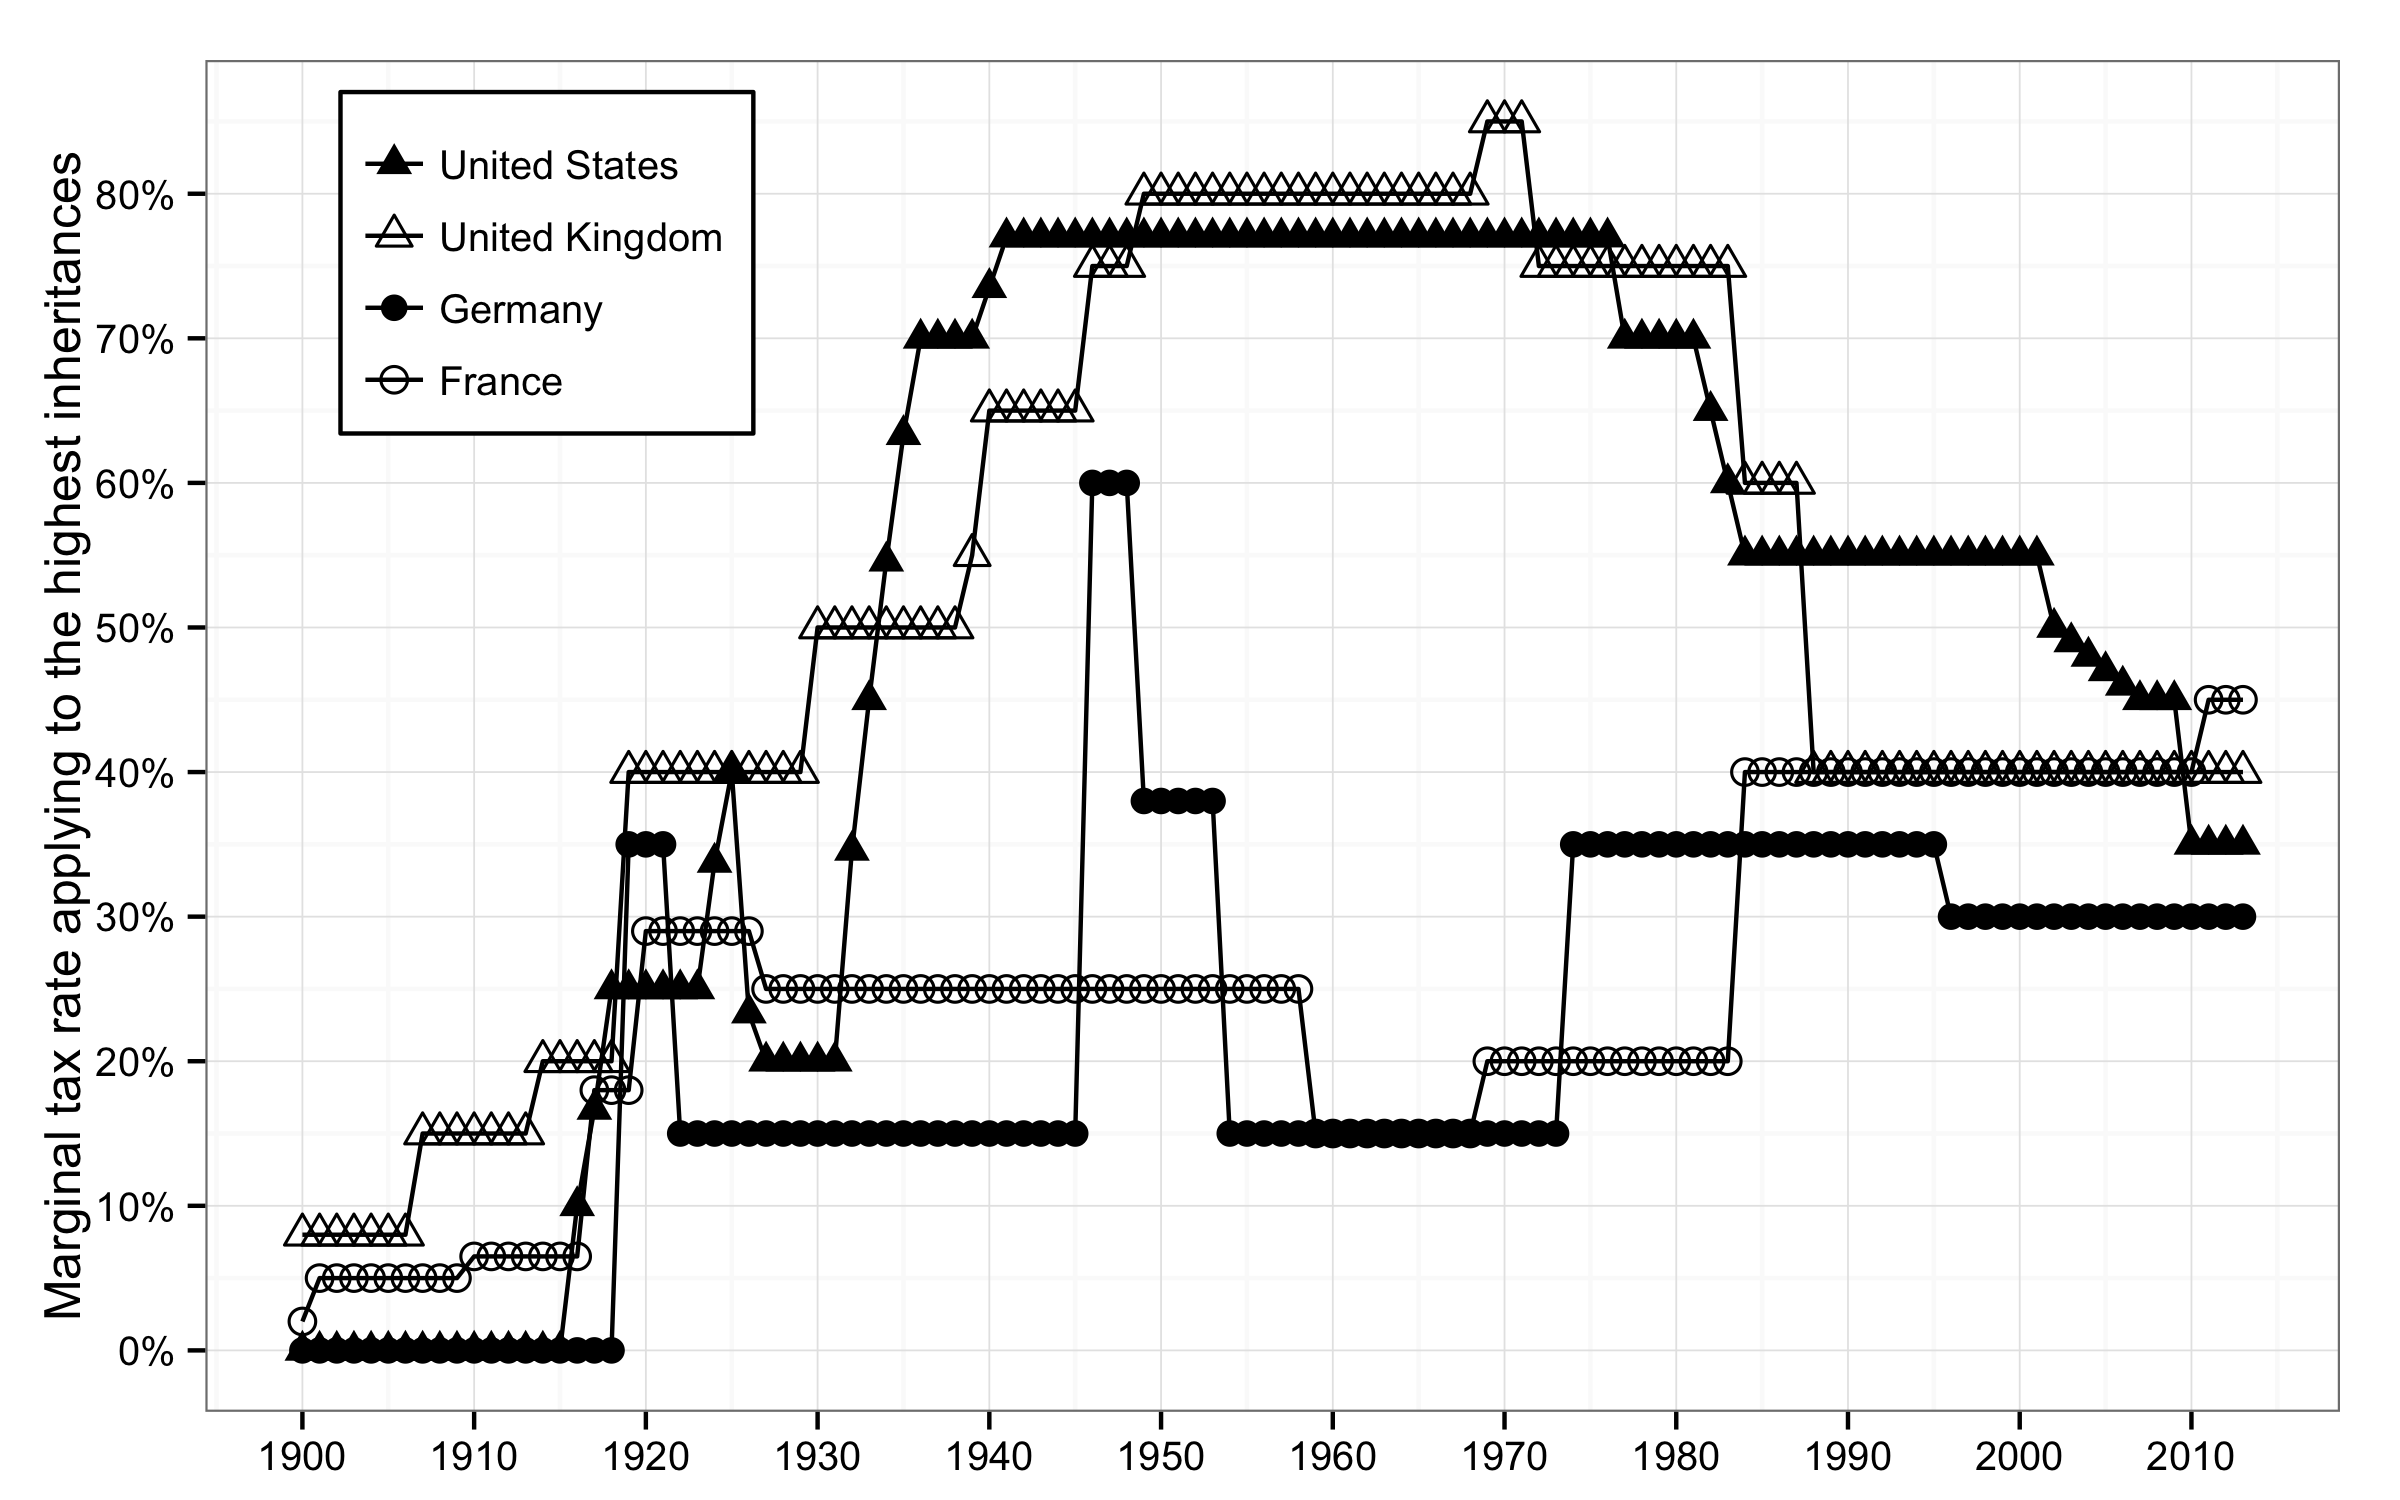 Marginal tax rate applying to the highest inheritances
80%
70%
60%
50%
40%
30%
20%
10%
0%
United States
United Kingdom
Germany
France
1900 1910 1920 1930 1940 1950 1960 1970 1980 1990 2000 2010